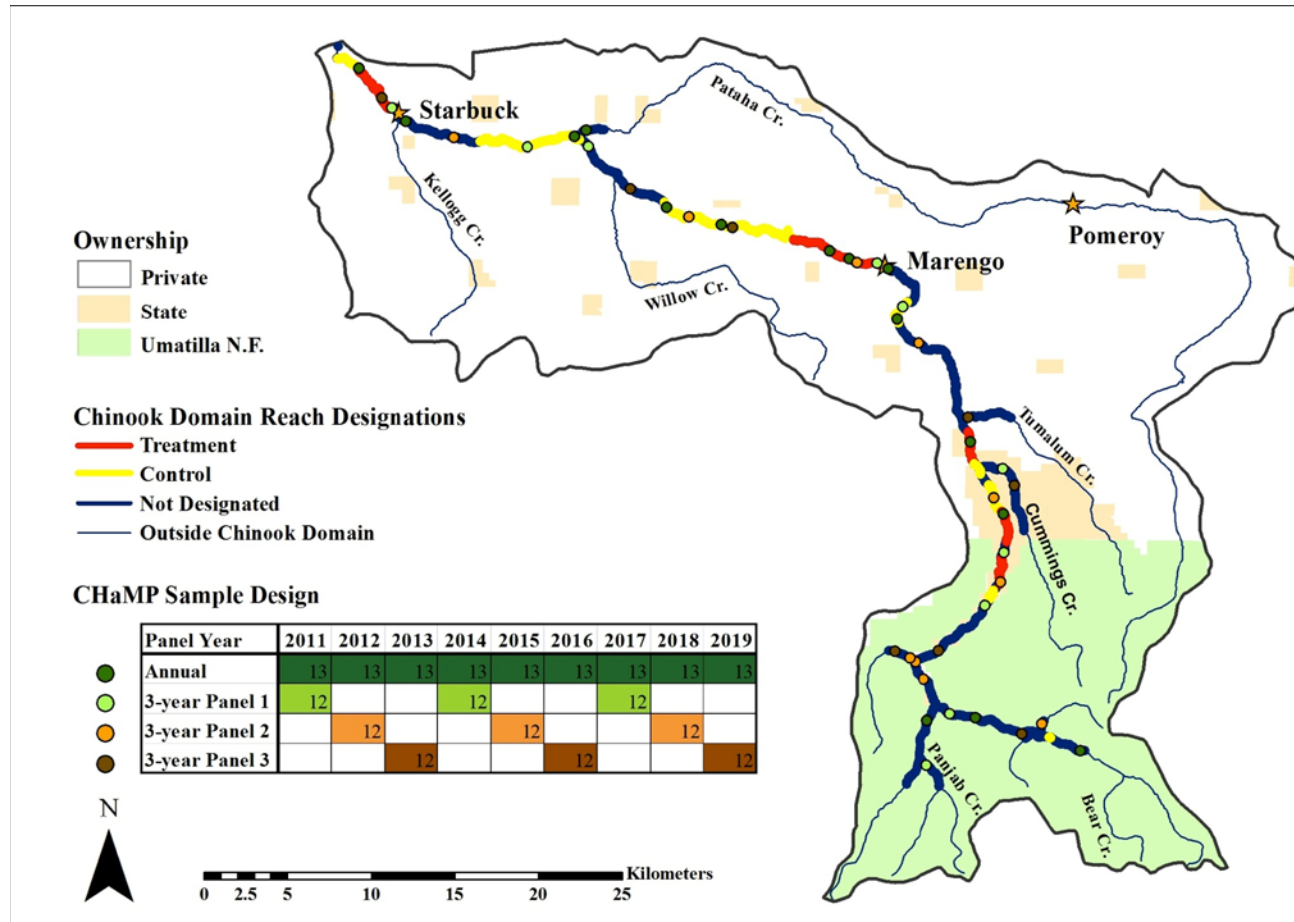 Starbuck
Pataha Cr.
Kellogg Cr.
Pomeroy
Marengo
Willow Cr.
Tumalum Cr.
Cummings Cr.
Panjab Cr.
Bear Cr.
Ownership
Private
State
Umatilla N.F.
Chinook Domain Reach Designations
Treatment
Control
Not Designated
Outside Chinook Domain
CHaMP Sample Design
Panel Year 2011 2012 2013 2014 2015 2016 2017 2018 2019
Annual 13 13 13 13 13 13 13 13 13
3-year Panel 1 12 12 12
3-year Panel 2 12 12 12
3-year Panel 3 12 12 12
N
Kilometers
0 2.5 5 10 15 20 25